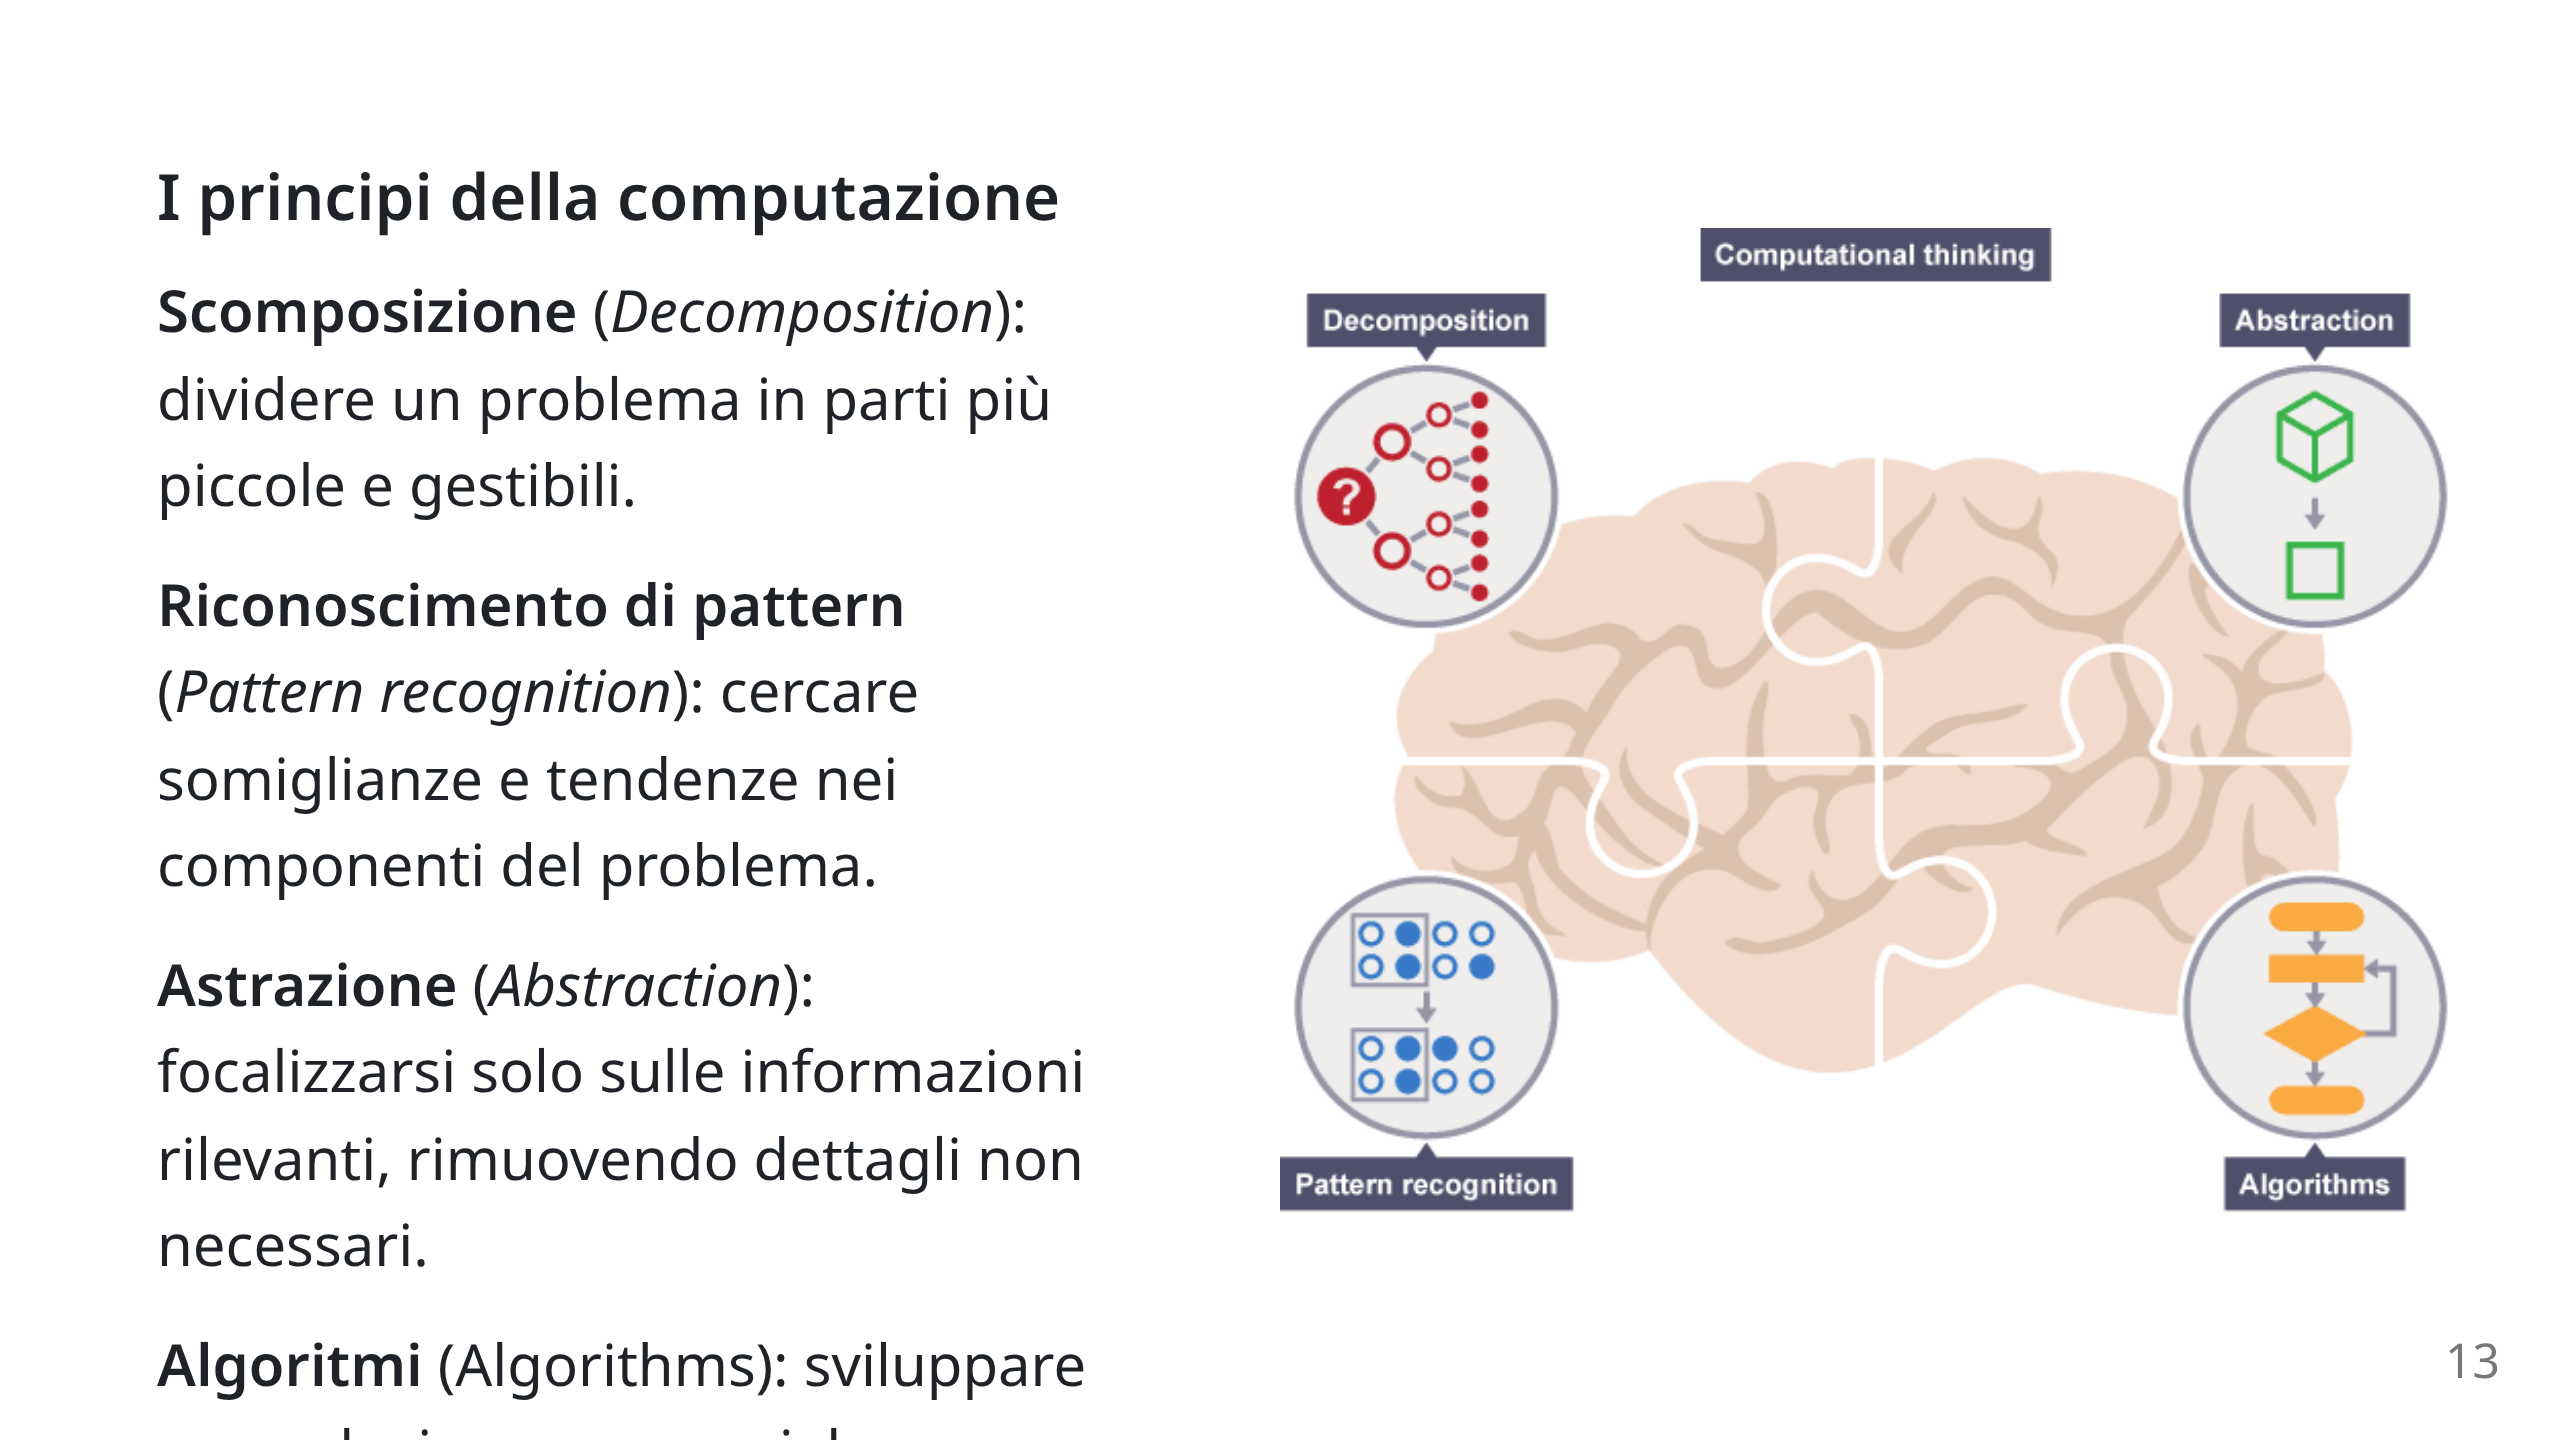 I principi della computazione
Scomposizione (Decomposition):
dividere un problema in parti più
piccole e gestibili.
Riconoscimento di pattern
(Pattern recognition): cercare
somiglianze e tendenze nei
componenti del problema.
Astrazione (Abstraction):
focalizzarsi solo sulle informazioni
rilevanti, rimuovendo dettagli non
necessari.
Algoritmi (Algorithms): sviluppare
Computational thinking
Decomposition
Abstraction
?
Pattern recognition
Algorithms
13